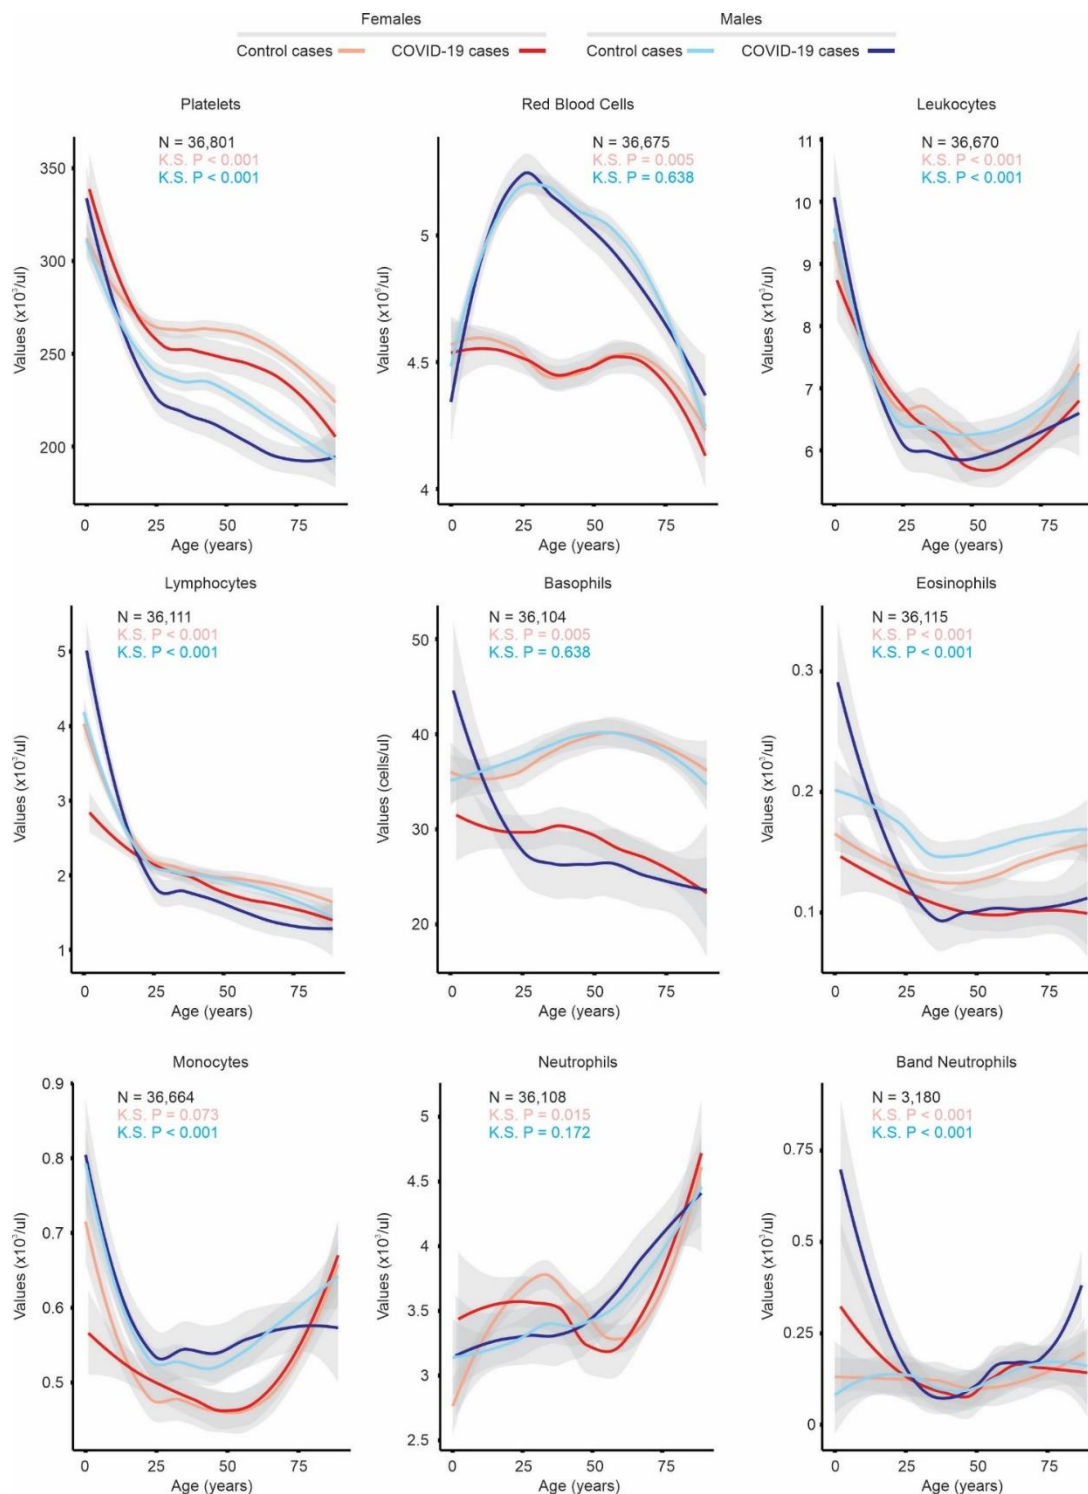 Females Males
Control cases COVID-19 cases Control cases COVID-19 cases
Platelets
N = 36,801
K.S. P < 0.001
K.S. P < 0.001
Values (x10³/ul)
350
300
250
200
0 25 50 75
Age (years)
Red Blood Cells
N = 36,675
K.S. P = 0.005
K.S. P = 0.638
Values (x10⁶/ul)
5
4.5
4
0 25 50 75
Age (years)
Leukocytes
N = 36,670
K.S. P < 0.001
K.S. P < 0.001
Values (x10³/ul)
11
10
9
8
7
6
0 25 50 75
Age (years)
Lymphocytes
N = 36,111
K.S. P < 0.001
K.S. P < 0.001
Values (x10³/ul)
5
4
3
2
1
0 25 50 75
Age (years)
Basophils
N = 36,104
K.S. P = 0.005
K.S. P = 0.638
Values (cells/ul)
50
40
30
20
0 25 50 75
Age (years)
Eosinophils
N = 36,115
K.S. P < 0.001
K.S. P < 0.001
Values (x10³/ul)
0.3
0.2
0.1
0 25 50 75
Age (years)
Monocytes
N = 36,664
K.S. P = 0.073
K.S. P < 0.001
Values (x10³/ul)
0.9
0.8
0.7
0.6
0.5
0 25 50 75
Age (years)
Neutrophils
N = 36,108
K.S. P = 0.015
K.S. P = 0.172
Values (x10³/ul)
5
4.5
4
3.5
3
2.5
0 25 50 75
Age (years)
Band Neutrophils
N = 3,180
K.S. P < 0.001
K.S. P < 0.001
Values (x10³/ul)
0.75
0.5
0.25
0
0 25 50 75
Age (years)